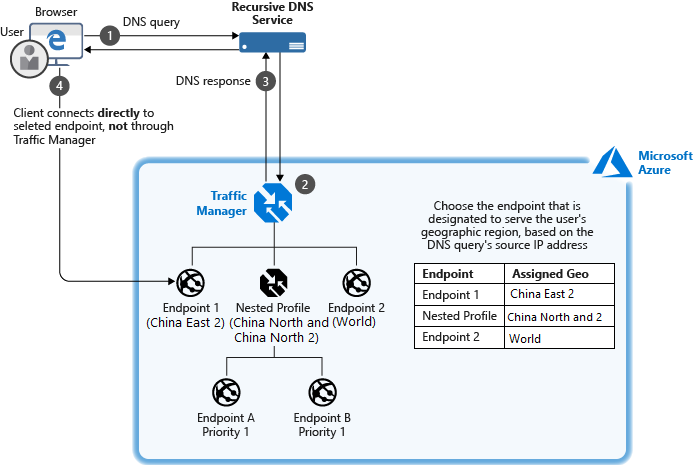 Browser
User
1
DNS query
Recursive DNS
Service
DNS response
3
4
Client connects directly to
seleted endpoint, not through
Traffic Manager
Microsoft
Azure
2
Traffic
Manager
Choose the endpoint that is
designated to serve the user's
geographic region, based on the
DNS query's source IP address
Endpoint 1
(China East 2)
Nested Profile
(China North and
China North 2)
Endpoint 2
(World)
Endpoint A
Priority 1
Endpoint B
Priority 1
Endpoint Assigned Geo
Endpoint 1 China East 2
Nested Profile China North and 2
Endpoint 2 World